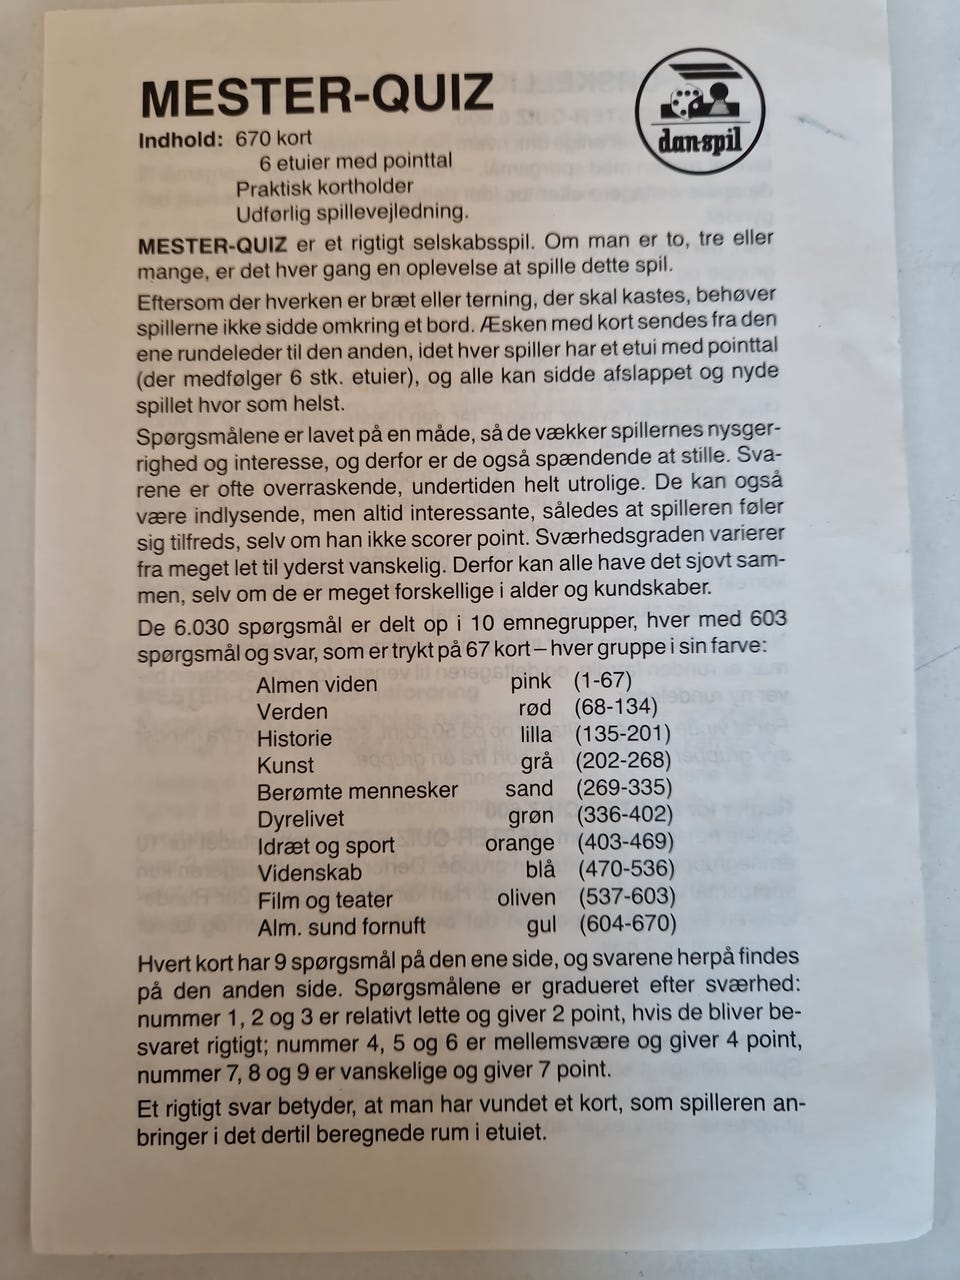 MESTER-QUIZ
dan-spil
Indhold: 670 kort
6 etuier med pointtal
Praktisk kortholder
Udførlig spillevejledning.
MESTER-QUIZ er et rigtigt selskabsspil. Om man er to, tre eller
mange, er det hver gang en oplevelse at spille dette spil.
Eftersom der hverken er bræt eller terning, der skal kastes, behøver
spillerne ikke sidde omkring et bord. Æsken med kort sendes fra den
ene rundeleder til den anden, idet hver spiller har et etui med pointtal
(der medfølger 6 stk. etuier), og alle kan sidde afslappet og nyde
spillet hvor som helst.
Spørgsmålene er lavet på en måde, så de vækker spillernes nysger-
righed og interesse, og derfor er de også spændende at stille. Sva-
rene er ofte overraskende, undertiden helt utrolige. De kan også
være indlysende, men altid interessante, således at spilleren føler
sig tilfreds, selv om han ikke scorer point. Sværhedsgraden varierer
fra meget let til yderst vanskelig. Derfor kan alle have det sjovt sam-
men, selv om de er meget forskellige i alder og kundskaber.
De 6.030 spørgsmål er delt op i 10 emnegrupper, hver med 603
spørgsmål og svar, som er trykt på 67 kort – hver gruppe i sin farve:
Almen viden pink (1-67)
Verden rød (68-134)
Historie lilla (135-201)
Kunst grå (202-268)
Berømte mennesker sand (269-335)
Dyrelivet grøn (336-402)
Idræt og sport orange (403-469)
Videnskab blå (470-536)
Film og teater oliven (537-603)
Alm. sund fornuft gul (604-670)
Hvert kort har 9 spørgsmål på den ene side, og svarene herpå findes
på den anden side. Spørgsmålene er gradueret efter sværhed:
nummer 1, 2 og 3 er relativt lette og giver 2 point, hvis de bliver be-
svaret rigtigt; nummer 4, 5 og 6 er mellemsvære og giver 4 point,
nummer 7, 8 og 9 er vanskelige og giver 7 point.
Et rigtigt svar betyder, at man har vundet et kort, som spilleren an-
bringer i det dertil beregnede rum i etuiet.